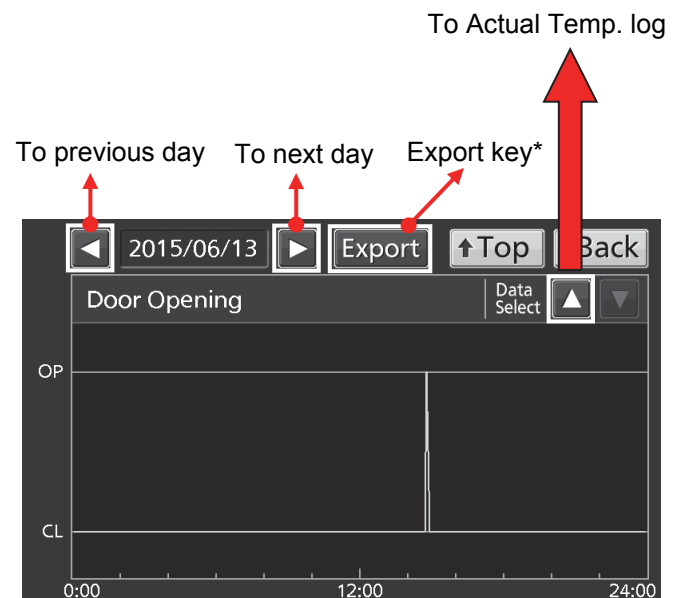 To Actual Temp. log
To previous day
To next day
Export key*
2015/06/13
Export
Top
Back
Door Opening
Data
Select
OP
CL
0:00
12:00
24:00